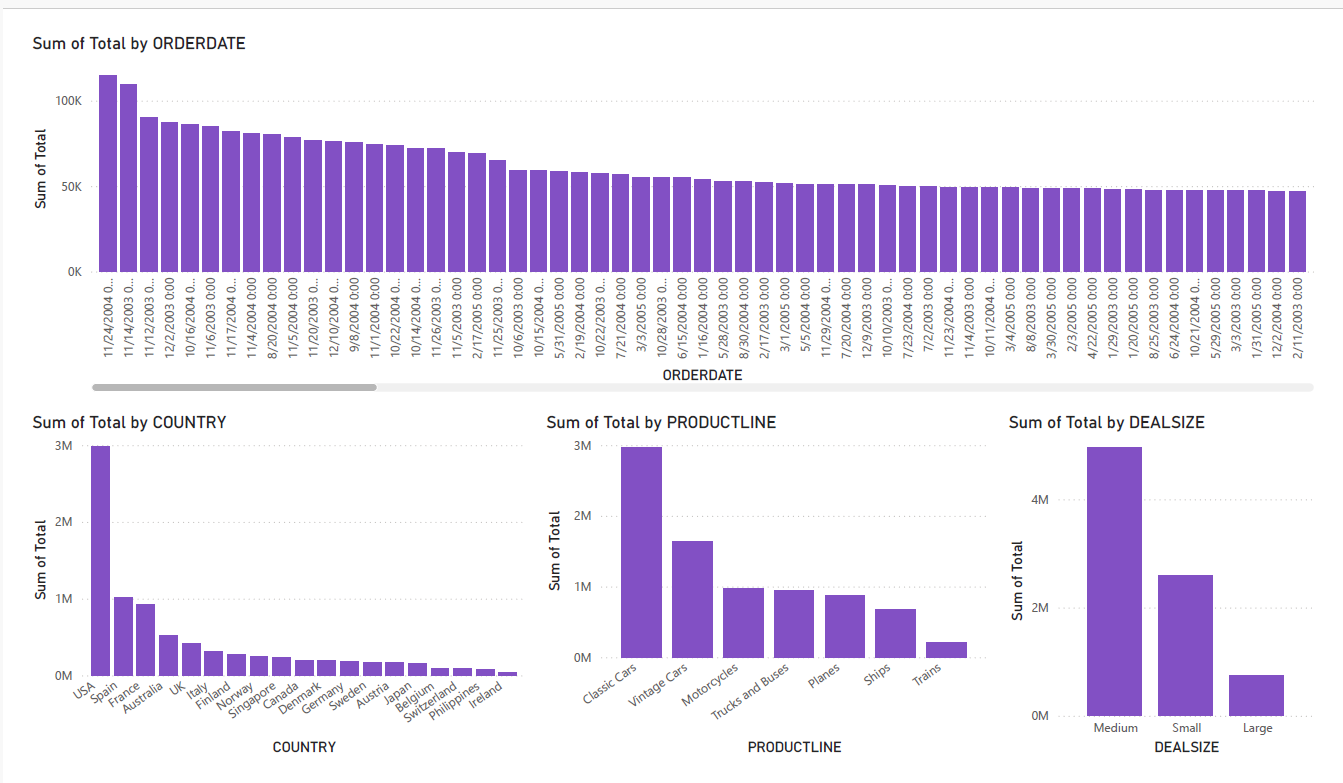 Sum of Total by ORDERDATE
Sum of Total
100K
50K
0K
11/24/2004 0...
11/14/2003 0...
11/12/2003 0...
12/2/2003 0:00
10/16/2004 0...
11/6/2003 0:00
11/17/2004 0...
11/4/2004 0:00
8/20/2004 0:00
11/5/2004 0:00
11/20/2003 0...
12/10/2004 0...
9/8/2004 0:00
11/1/2004 0:00
10/22/2004 0...
10/14/2004 0...
11/26/2003 0...
11/5/2003 0:00
2/17/2005 0:00
11/25/2003 0...
10/6/2003 0:00
10/15/2004 0...
5/31/2005 0:00
2/19/2004 0:00
10/22/2003 0...
7/21/2004 0:00
3/3/2005 0:00
10/28/2003 0...
6/15/2004 0:00
1/16/2004 0:00
5/28/2003 0:00
8/30/2004 0:00
2/17/2003 0:00
3/1/2005 0:00
5/5/2004 0:00
11/29/2004 0...
7/20/2004 0:00
12/9/2003 0:00
10/10/2003 0...
7/23/2004 0:00
7/2/2003 0:00
11/23/2004 0...
11/4/2003 0:00
10/11/2004 0...
3/4/2005 0:00
8/8/2003 0:00
3/30/2005 0:00
2/3/2005 0:00
4/22/2005 0:00
1/29/2003 0:00
1/20/2005 0:00
8/25/2003 0:00
6/24/2004 0:00
10/21/2004 0...
5/29/2005 0:00
3/3/2003 0:00
1/31/2005 0:00
12/2/2004 0:00
2/11/2003 0:00
ORDERDATE
Sum of Total by COUNTRY
Sum of Total
3M
2M
1M
0M
USA
Spain
France
Australia
UK
Italy
Finland
Norway
Singapore
Canada
Denmark
Germany
Sweden
Austria
Japan
Belgium
Switzerland
Philippines
Ireland
COUNTRY
Sum of Total by PRODUCTLINE
Sum of Total
3M
2M
1M
0M
Classic Cars
Vintage Cars
Motorcycles
Trucks and Buses
Planes
Ships
Trains
PRODUCTLINE
Sum of Total by DEALSIZE
Sum of Total
4M
2M
0M
Medium
Small
Large
DEALSIZE